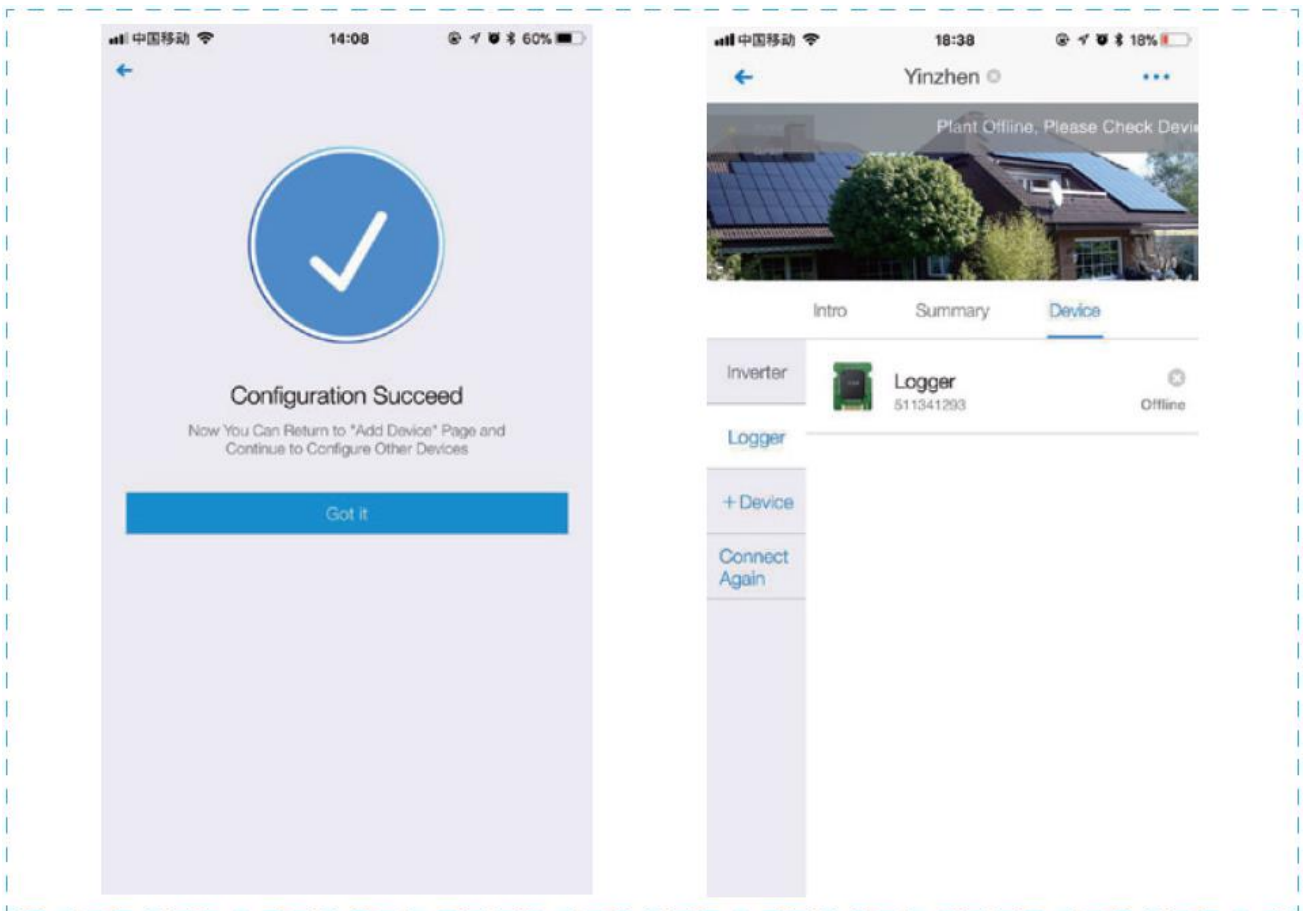 中国移动 14:08 60%
Configuration Succeed
Now You Can Return to "Add Device" Page and
Continue to Configure Other Devices
Got it
中国移动 18:38 18%
Yinzhen
Plant Offline, Please Check Devi
Intro Summary Device
Inverter
Logger
511341293
Offline
Logger
+ Device
Connect
Again